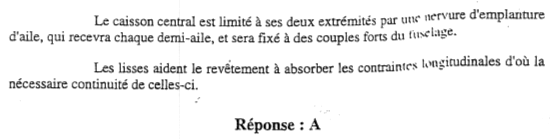 Le caisson central est limité à ses deux extrémités par une nervure d'emplanture
d'aile, qui recevra chaque demi-aile, et sera fixé à des couples forts du fuselage.
Les lisses aident le revêtement à absorber les contraintes longitudinales d'où la
nécessaire continuité de celles-ci.
Réponse : A